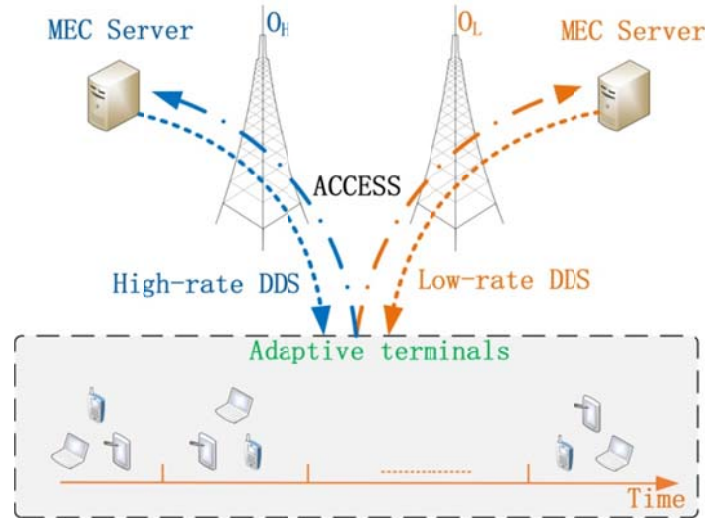 MEC Server
O_H
O_L
MEC Server
ACCESS
High-rate DDS
Low-rate DDS
Adaptive terminals
Time